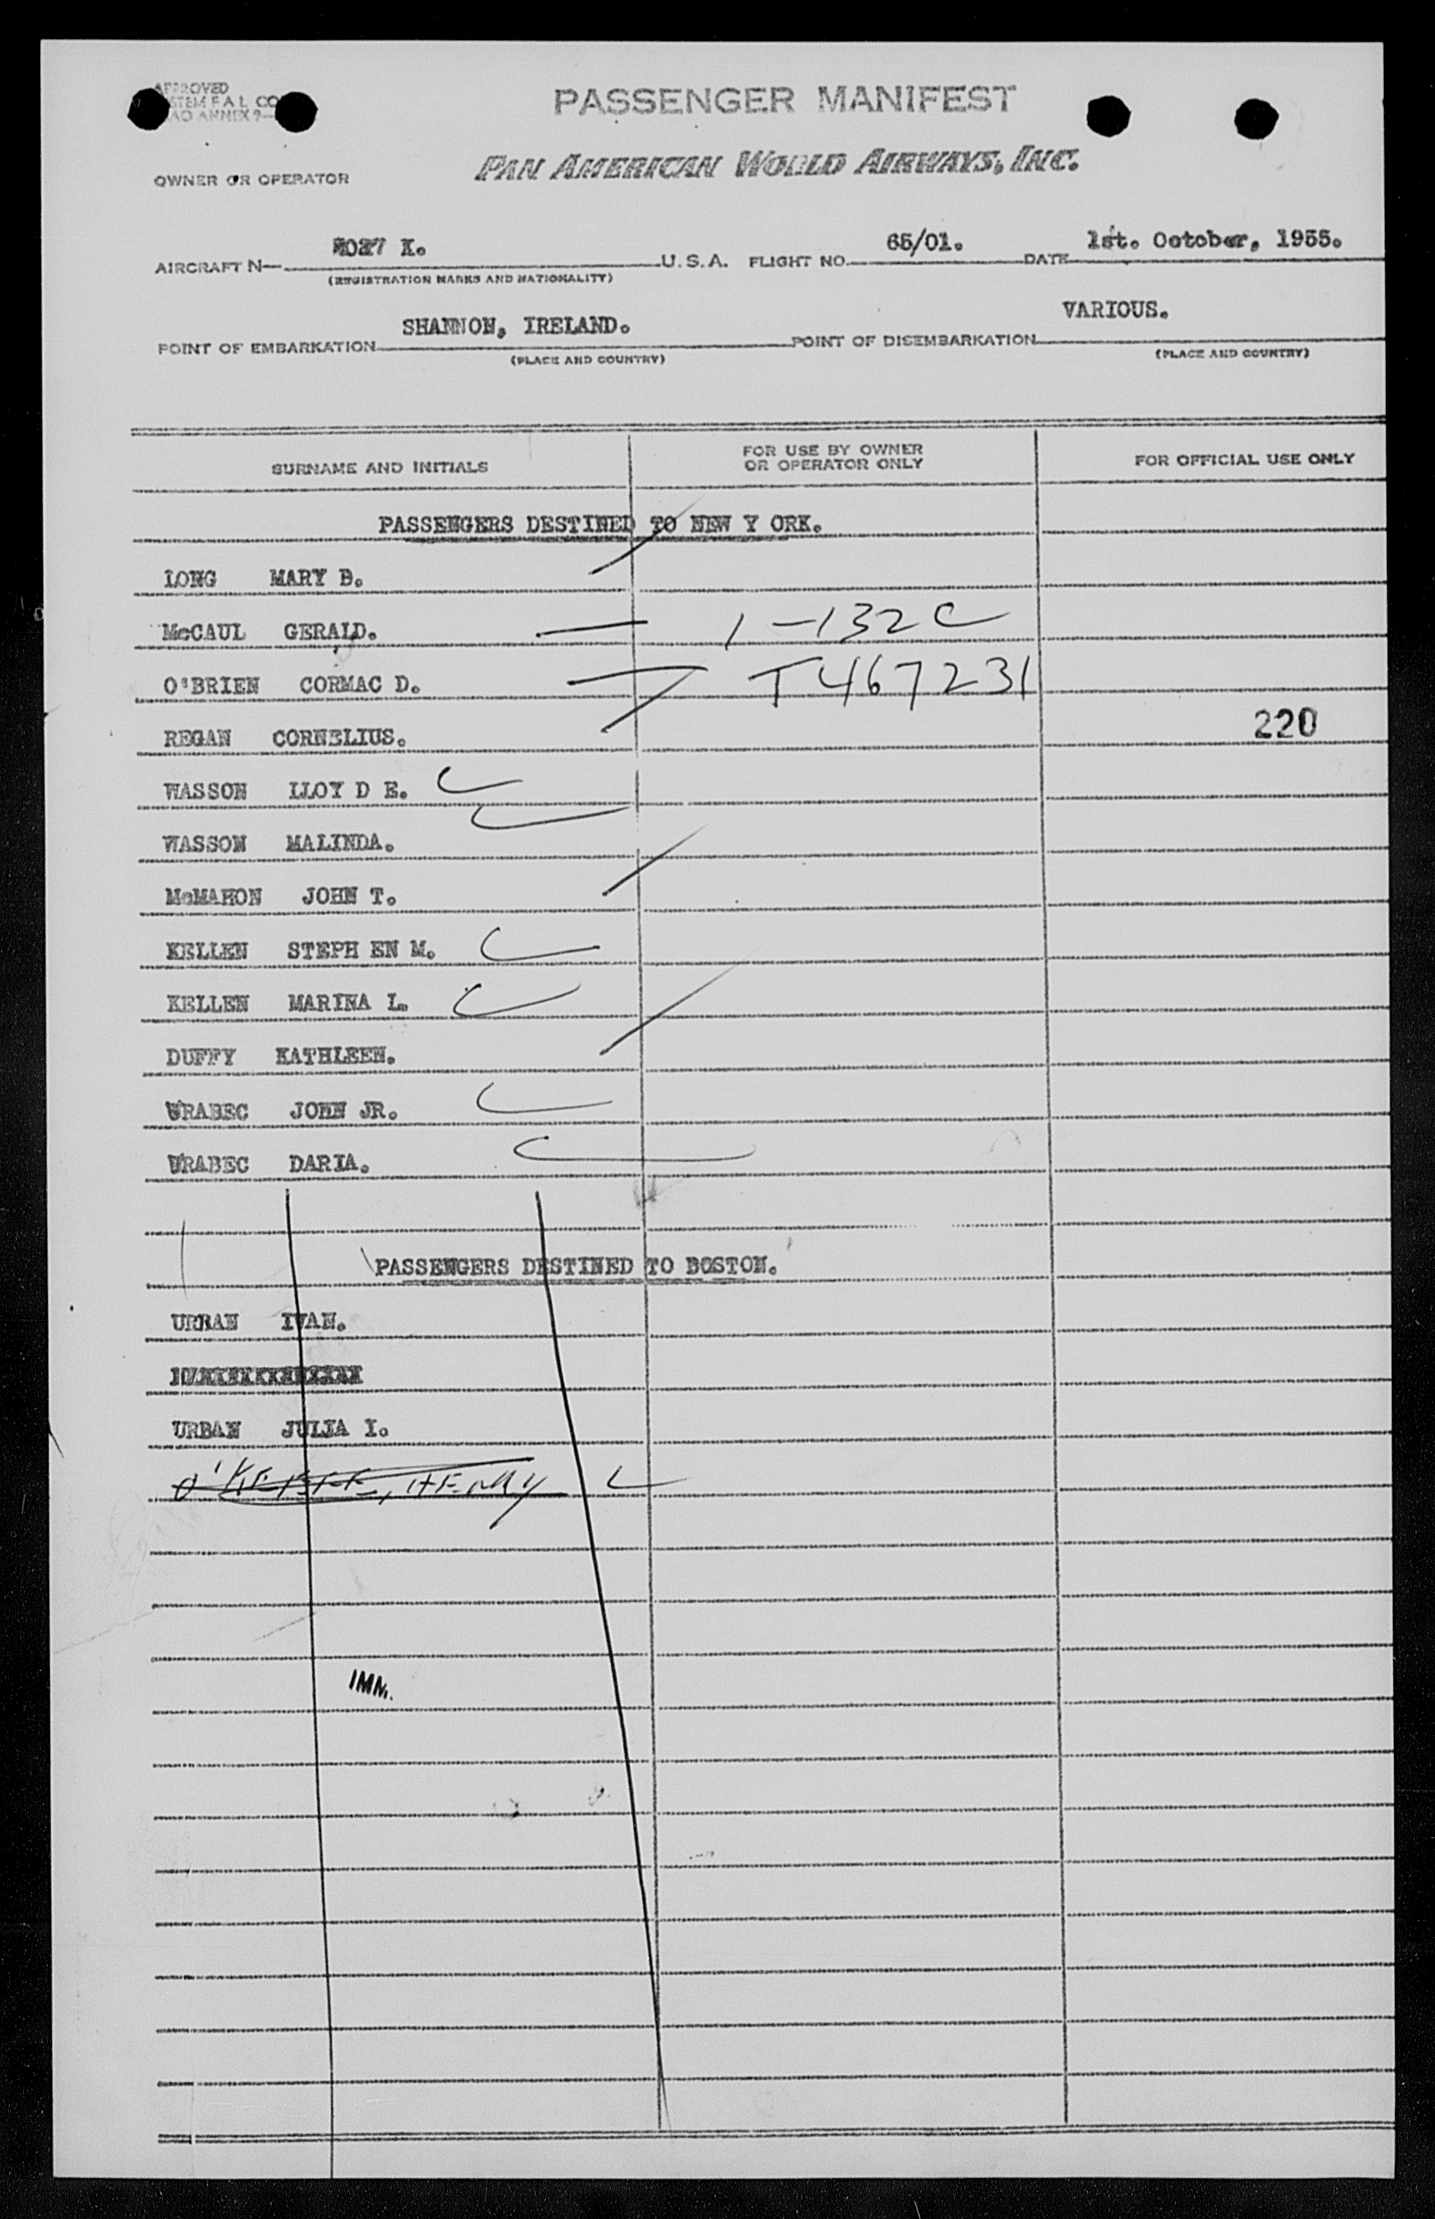 APPROVED
PASSENGER MANIFEST
PAN AMERICAN WORLD AIRWAYS, INC.
OWNER OR OPERATOR
AIRCRAFT N— K. U.S.A. FLIGHT NO. 65/01. DATE 1st. October, 1955.
(REGISTRATION MARKS AND NATIONALITY)
POINT OF EMBARKATION SHANNON, IRELAND. POINT OF DISEMBARKATION VARIOUS.
(PLACE AND COUNTRY) (PLACE AND COUNTRY)
SURNAME AND INITIALS FOR USE BY OWNER OR OPERATOR ONLY FOR OFFICIAL USE ONLY
PASSENGERS DESTINED TO NEW Y ORK.
LONG MARY B.
McCAUL GERALD. 1-132C
O'BRIEN CORMAC D. T467231
REGAN CORNELIUS. 220
WASSON LLOY D E.
WASSON MALINDA.
McMAHON JOHN T.
KELLEN STEPH EN M.
KELLEN MARINA L.
DUFFY KATHLEEN.
VRABEC JOHN JR.
VRABEC DARIA.
PASSENGERS DESTINED TO BOSTON.
URBAN IVAN.
URBAN JULIA I.
O'KEEFE, HENRY
IMM.